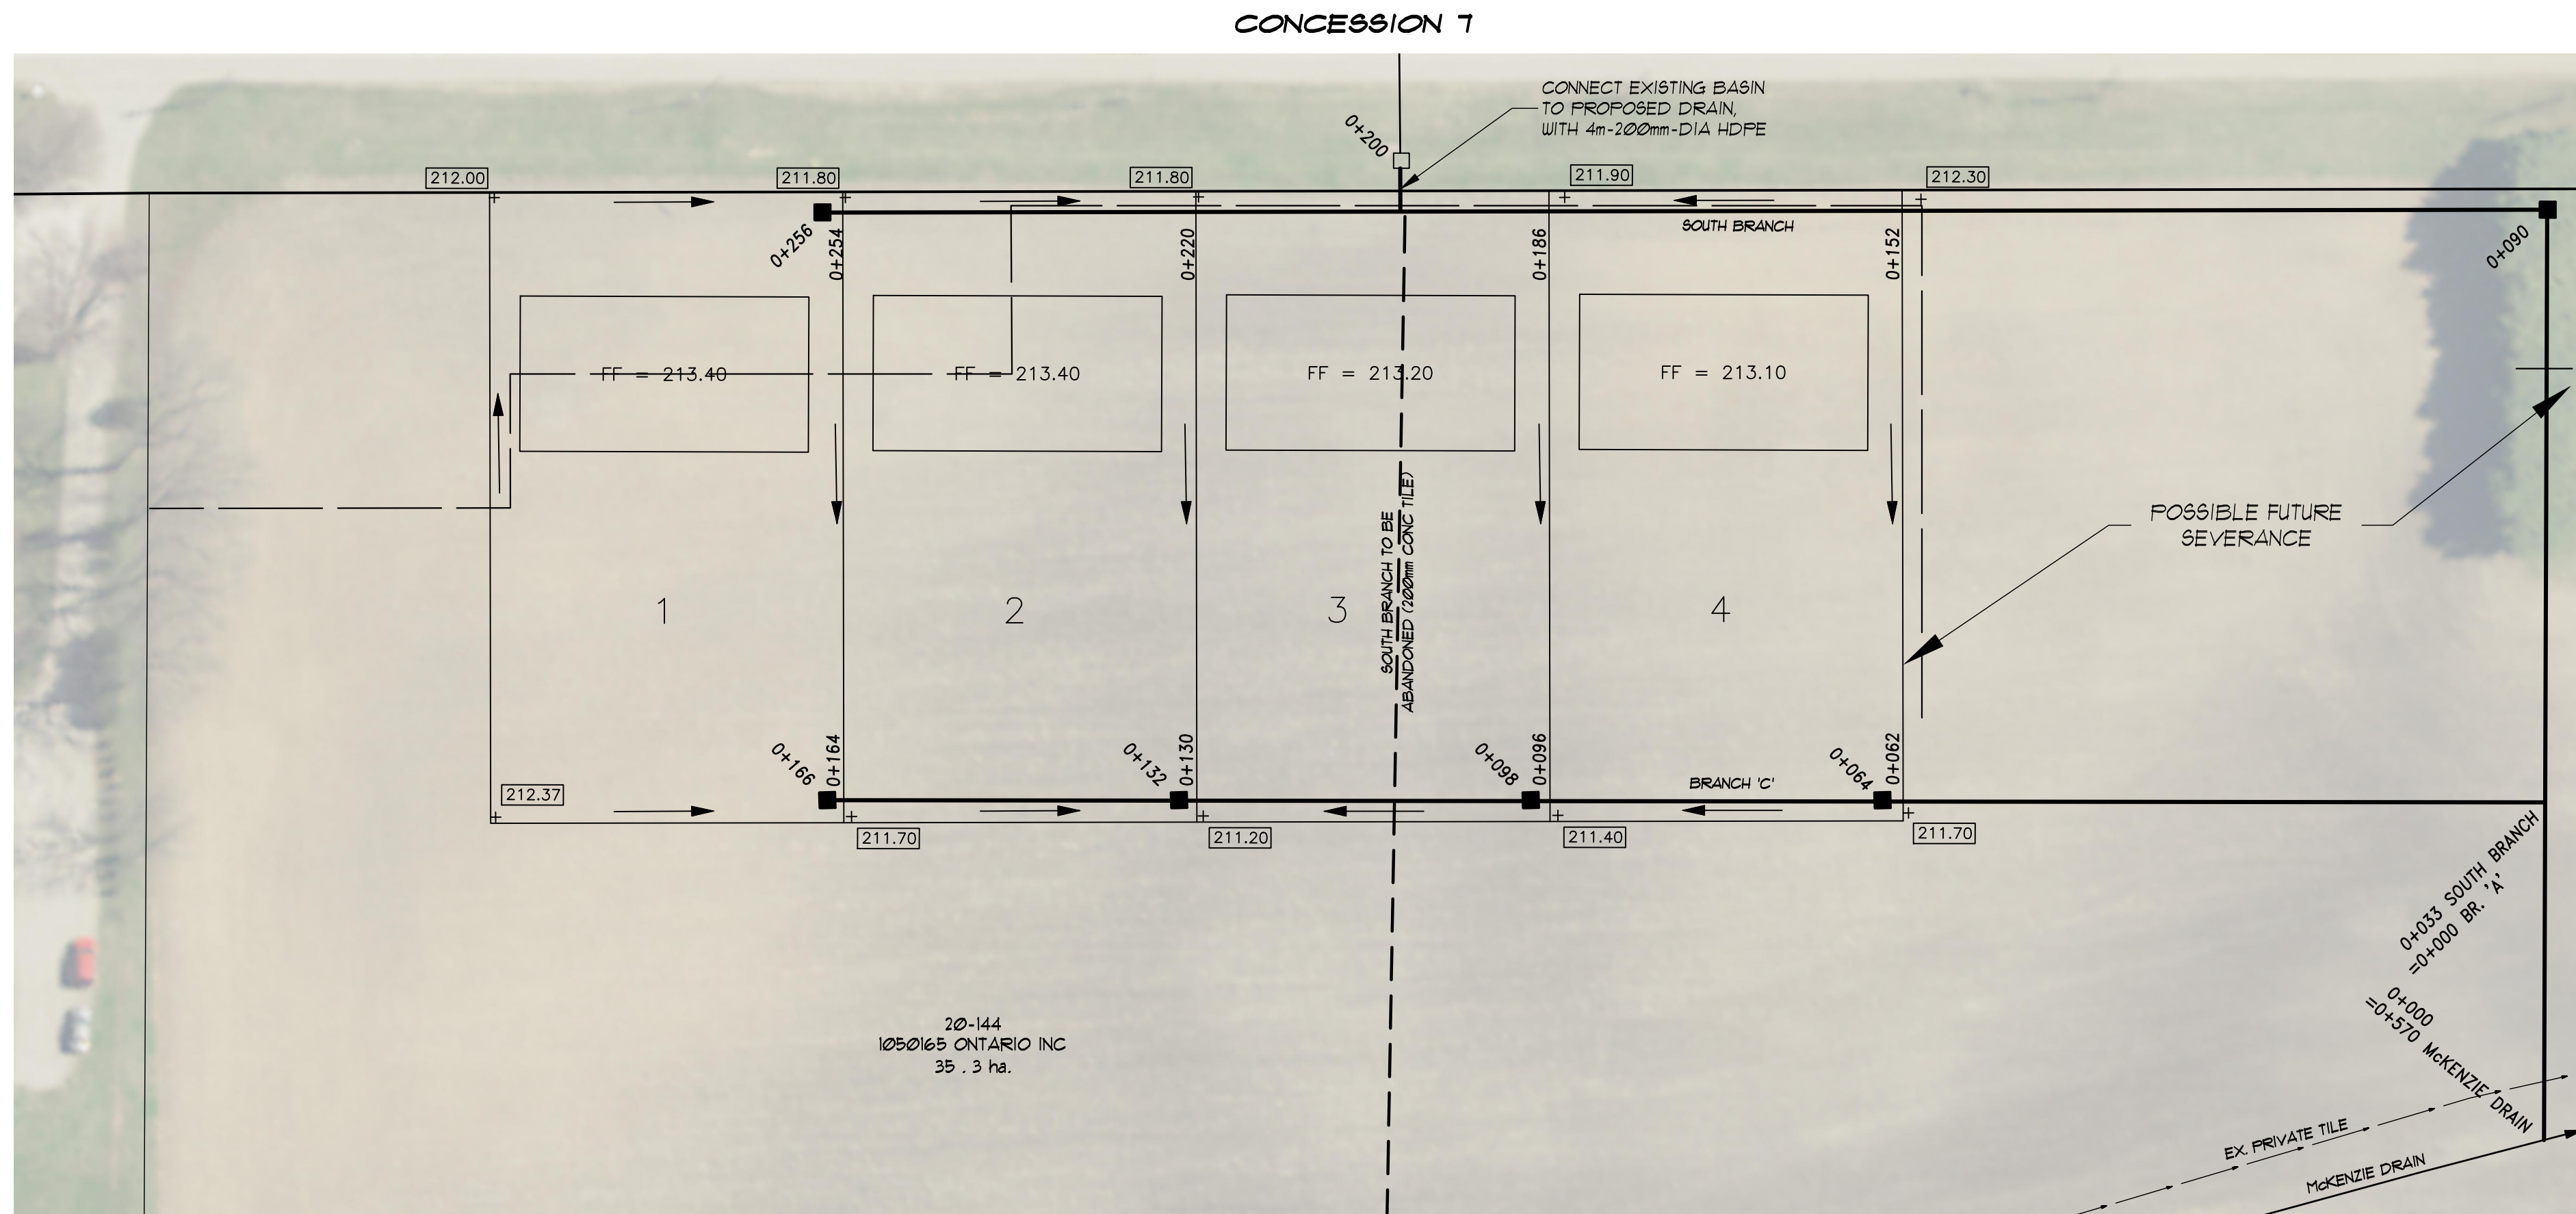 CONCESSION 7
CONNECT EXISTING BASIN
TO PROPOSED DRAIN,
WITH 4m-200mm-DIA HDPE
0+200
212.00
211.80
211.80
211.90
212.30
SOUTH BRANCH
0+256
0+254
0+220
0+186
0+152
0+090
FF = 213.40
FF = 213.40
FF = 213.20
FF = 213.10
POSSIBLE FUTURE
SEVERANCE
SOUTH BRANCH TO BE
ABANDONED (200mm CONC TILE)
1
2
3
4
0+166
0+164
0+132
0+130
0+098
0+096
BRANCH 'C'
0+064
0+062
212.37
211.70
211.20
211.40
211.70
0+033 SOUTH BRANCH
=0+000 BR. 'A'
0+000
=0+570 McKENZIE DRAIN
20-144
1050165 ONTARIO INC
35 . 3 ha.
EX. PRIVATE TILE
McKENZIE DRAIN